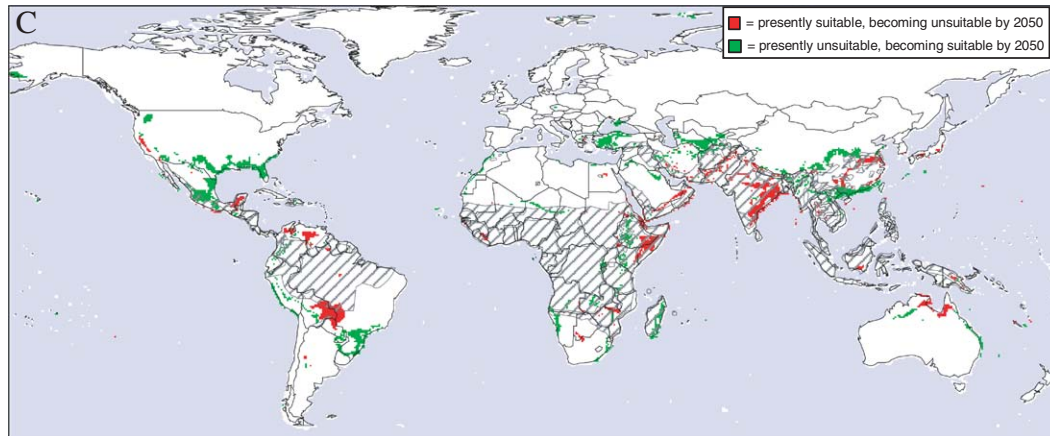 C
= presently suitable, becoming unsuitable by 2050
= presently unsuitable, becoming suitable by 2050